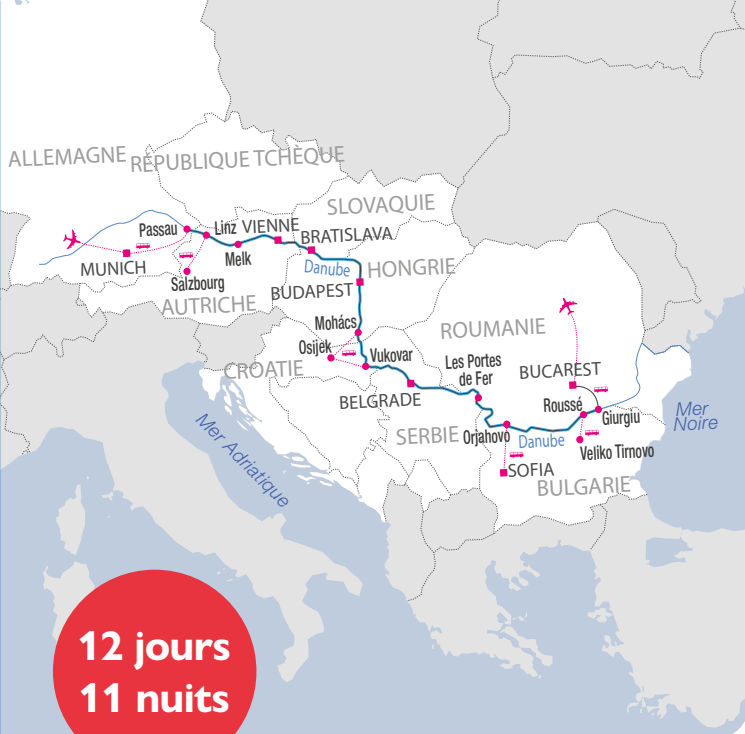 ALLEMAGNE
RÉPUBLIQUE TCHÈQUE
SLOVAQUIE
Passau
Linz
VIENNE
BRATISLAVA
MUNICH
Melk
Danube
HONGRIE
Salzbourg
BUDAPEST
AUTRICHE
Mohács
ROUMANIE
Osijek
Vukovar
Les Portes
de Fer
CROATIE
BUCAREST
BELGRADE
Roussé
Giurgiu
Mer
Noire
SERBIE
Orjahovo
Danube
Veliko Tirnovo
Mer Adriatique
SOFIA
BULGARIE
12 jours
11 nuits